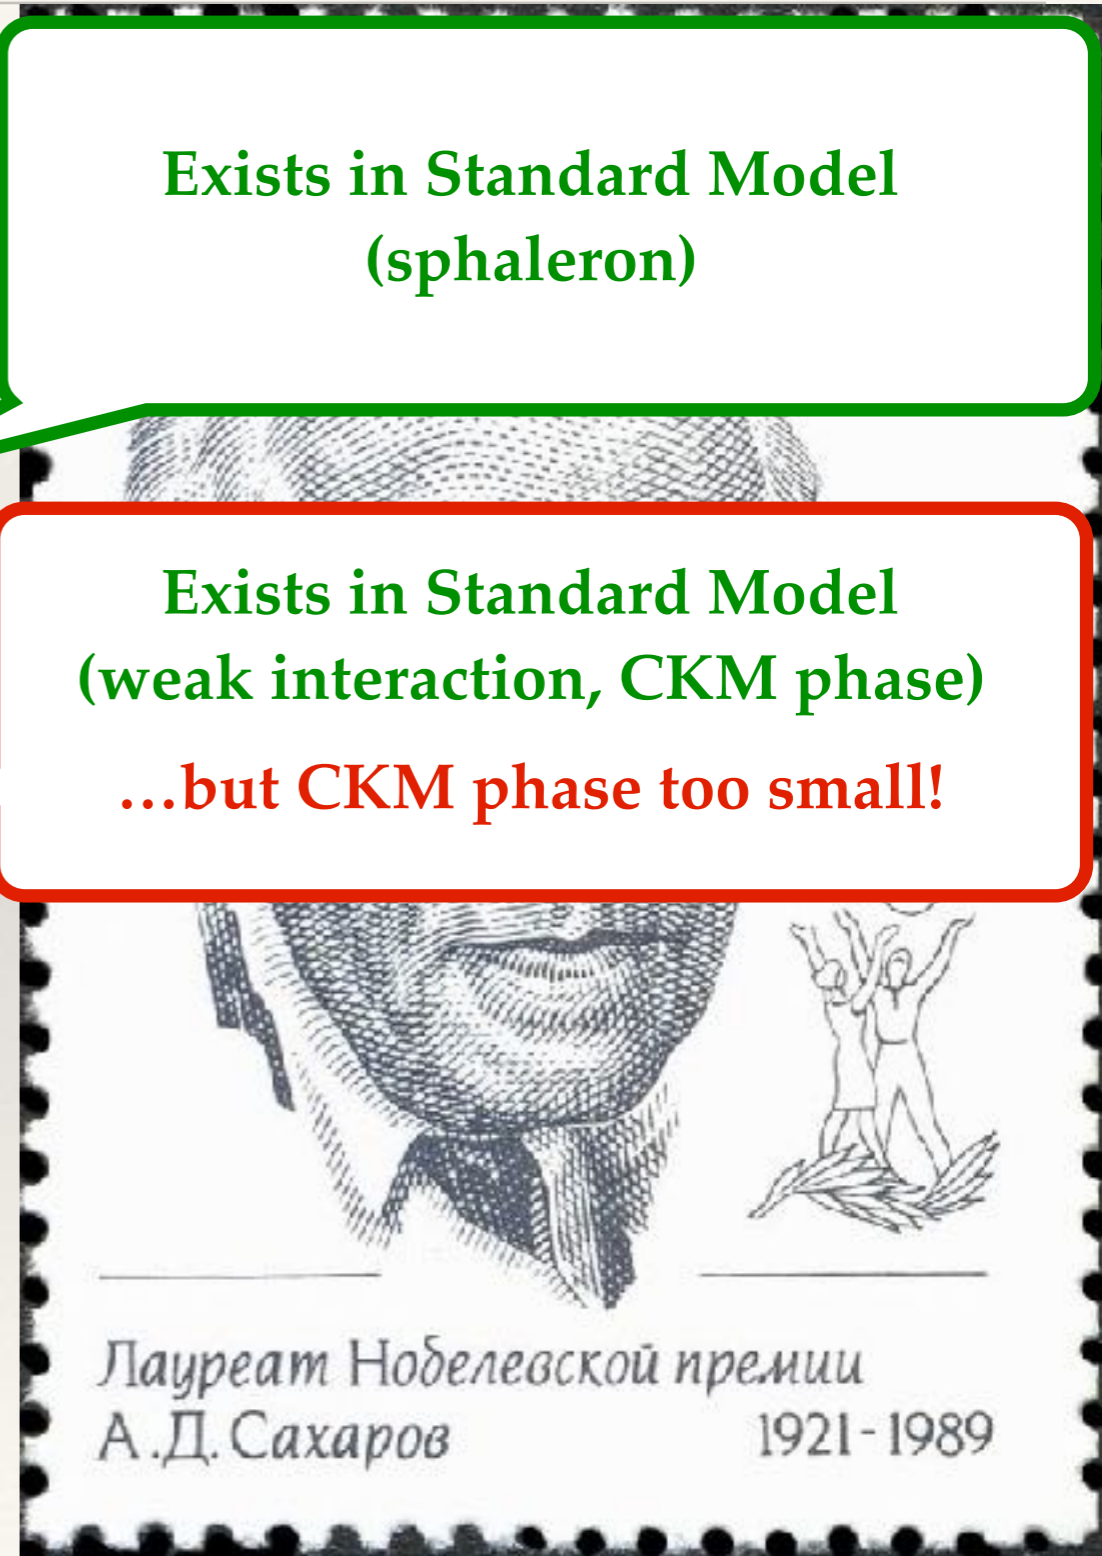 Exists in Standard Model
(sphaleron)
Exists in Standard Model
(weak interaction, CKM phase)
…but CKM phase too small!
Лауреат Нобелевской премии
А.Д. Сахаров 1921-1989